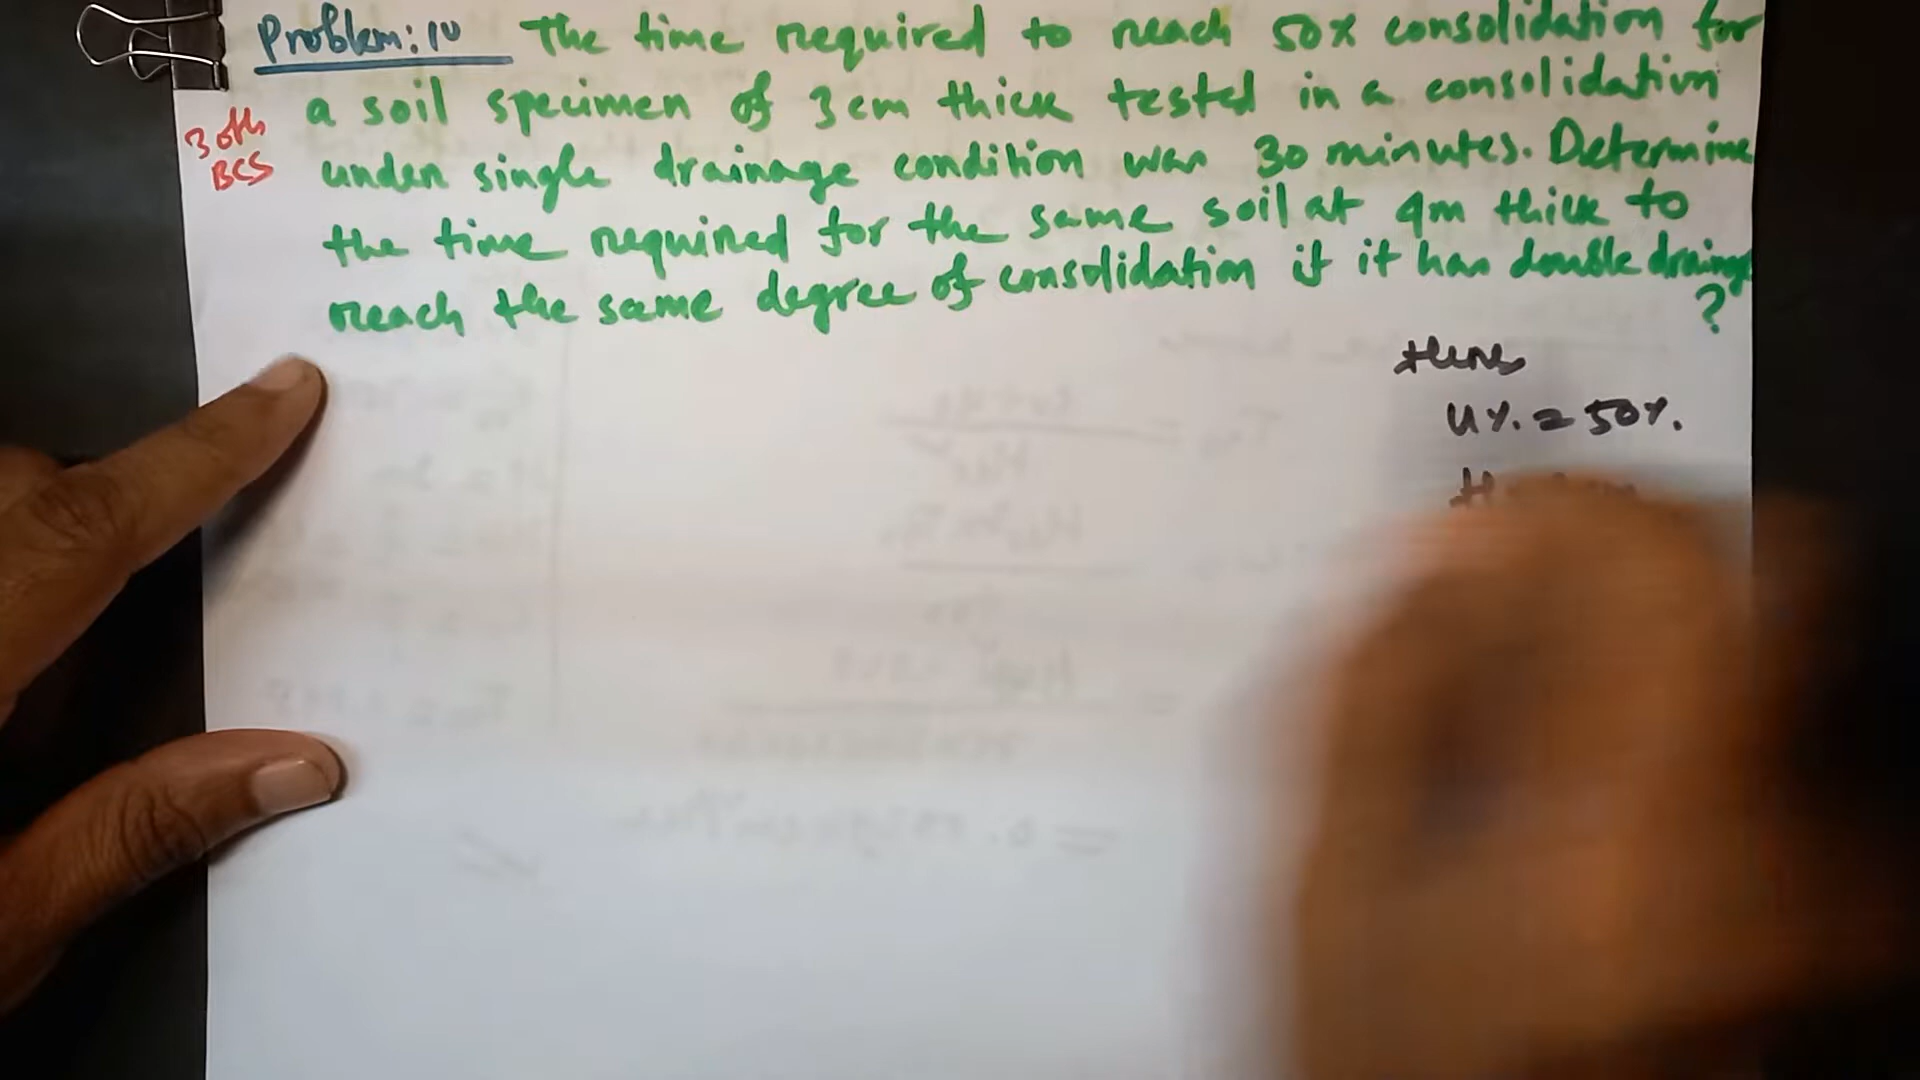 Problem: 10 The time required to reach 50% consolidation for
a soil specimen of 3 cm thick tested in a consolidation
30th
BCS
under single drainage condition was 30 minutes. Determine
the time required for the same soil at 4m thick to
reach the same degree of consolidation if it has double drainage
?
Here,
U%. = 50%.